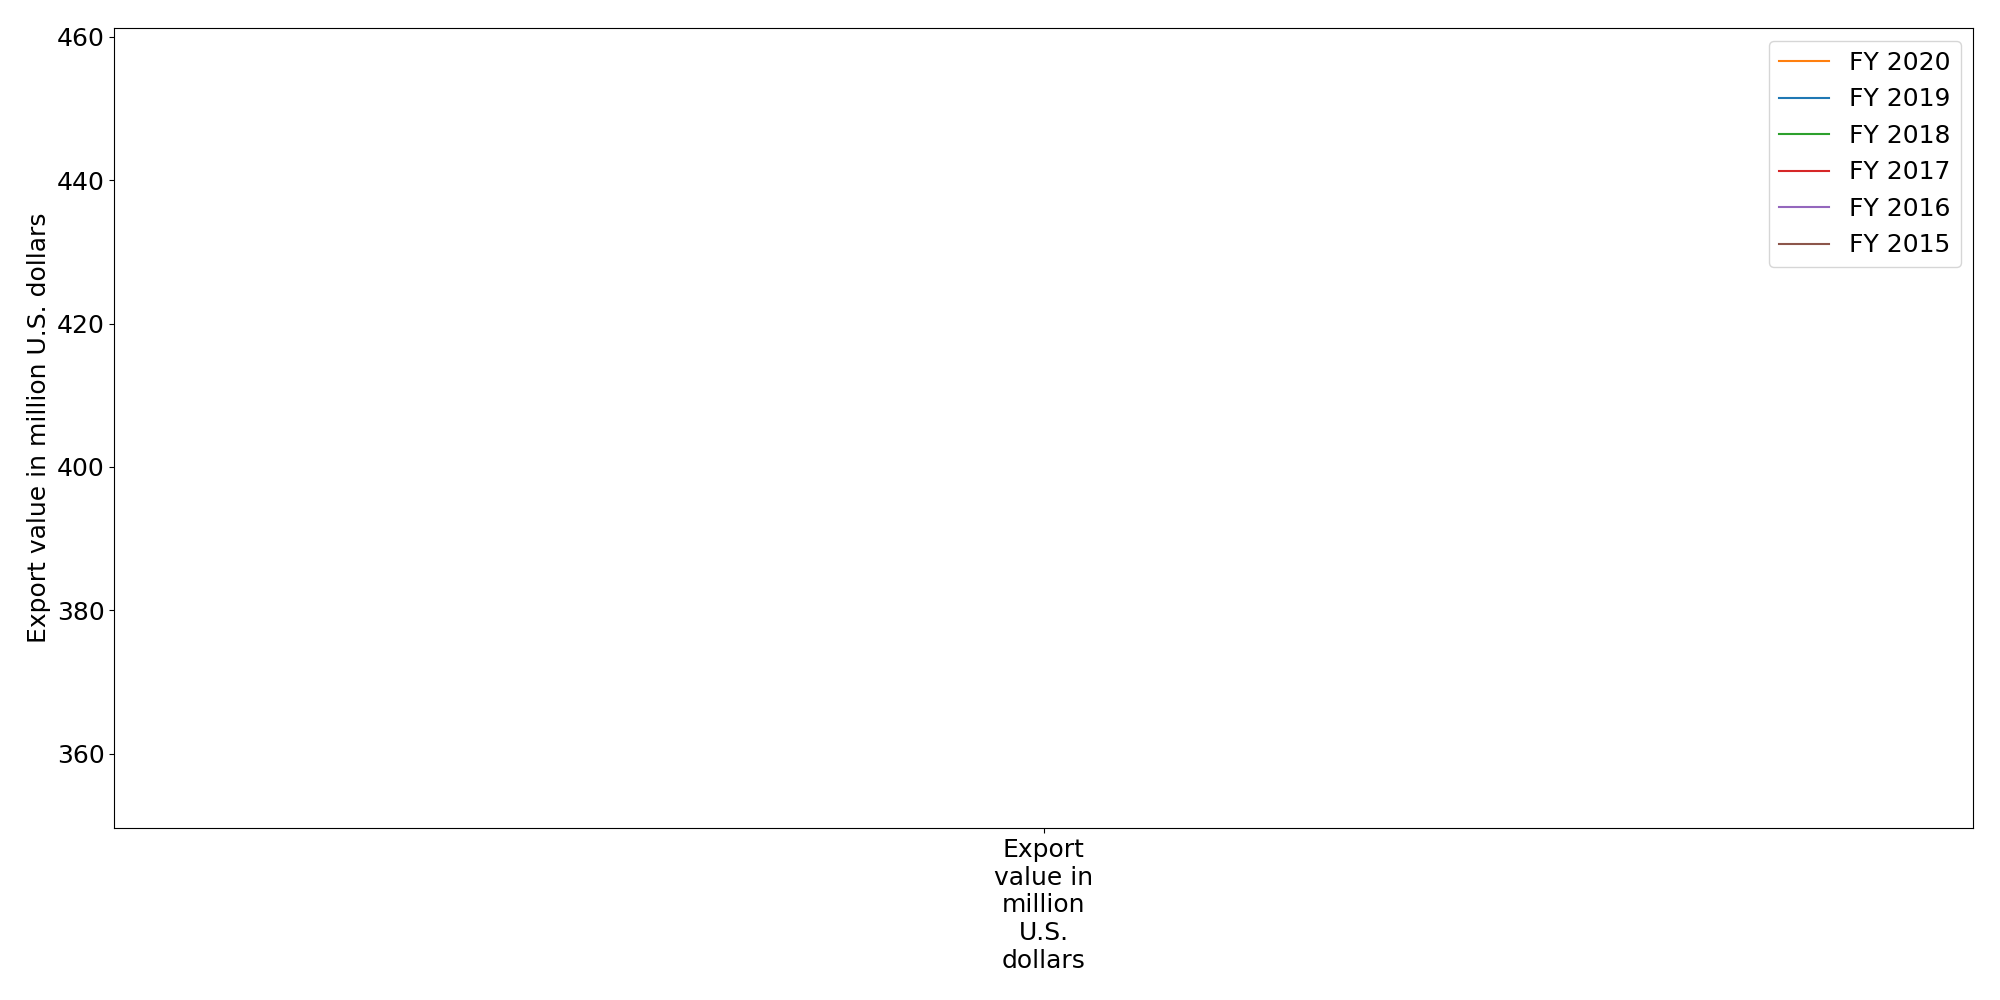 460
440
420
400
380
360
Export value in million U.S. dollars
FY 2020
FY 2019
FY 2018
FY 2017
FY 2016
FY 2015
Export
value in
million
U.S.
dollars